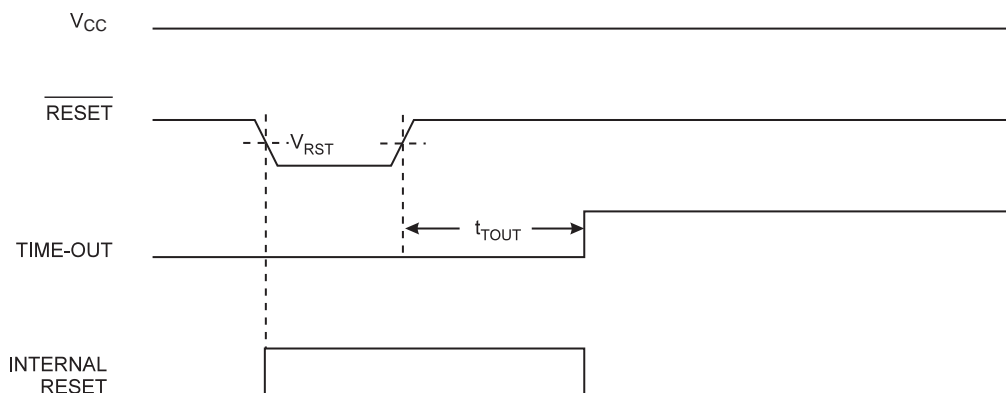 VCC
RESET
VRST
tTOUT
TIME-OUT
INTERNAL
RESET